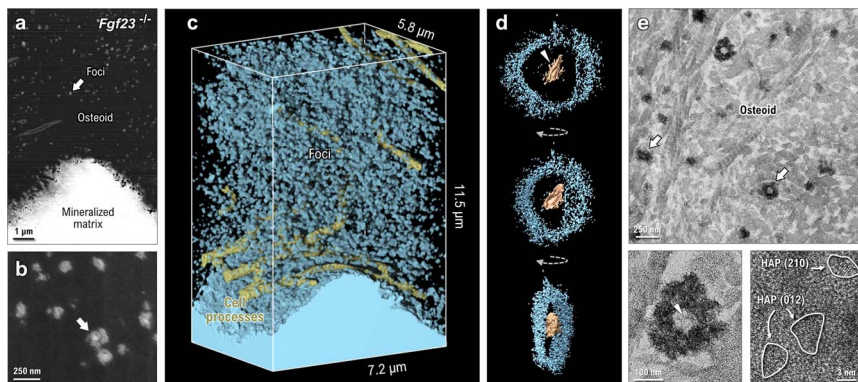 a
Fgf23 -/-
Foci
Osteoid
Mineralized
matrix
1 µm
b
250 nm
c
5.8 µm
Foci
11.5 µm
Cell
processes
7.2 µm
d
e
Osteoid
250 nm
100 nm
HAP (210)
HAP (012)
3 nm